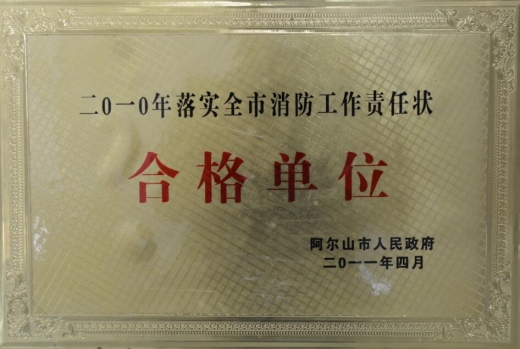 二0一0年落实全市消防工作责任状
合格单位
阿尔山市人民政府
二0一一年四月